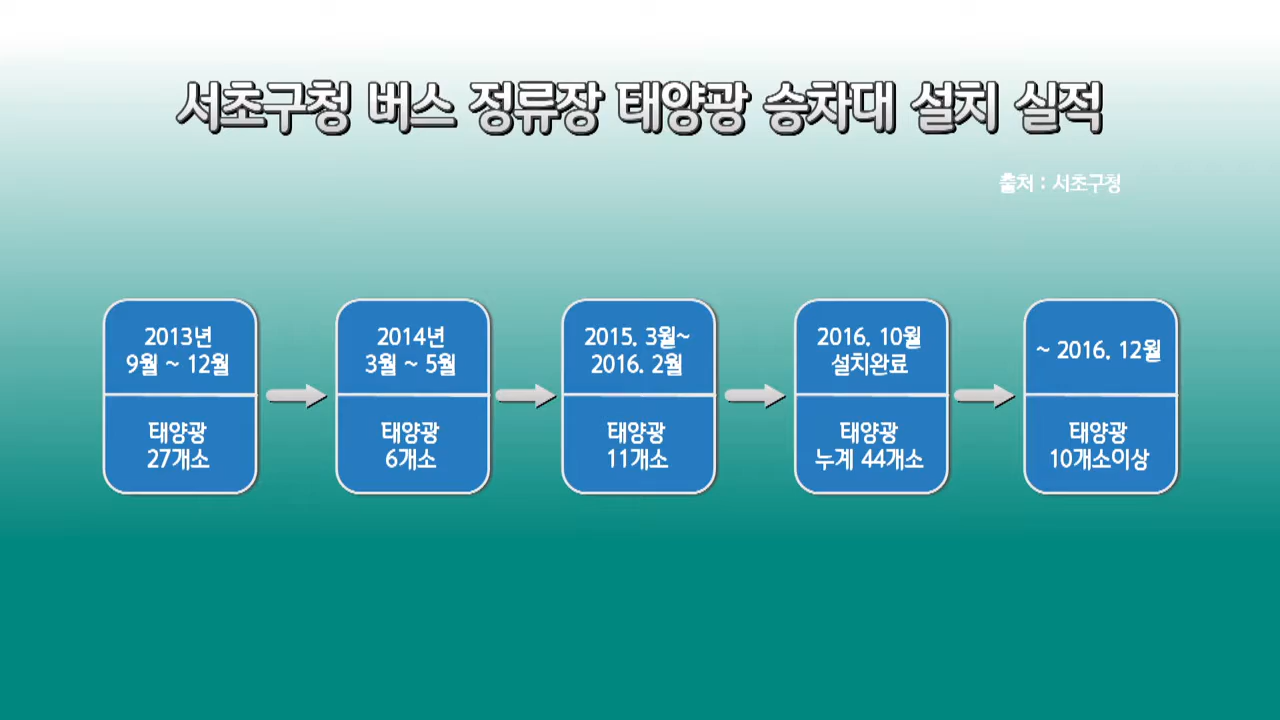 서초구청 버스 정류장 태양광 승차대 설치 실적
출처 : 서초구청
2013년
9월 ~ 12월
태양광
27개소
2014년
3월 ~ 5월
태양광
6개소
2015. 3월~
2016. 2월
태양광
11개소
2016. 10월
설치완료
태양광
누계 44개소
~ 2016. 12월
태양광
10개소이상